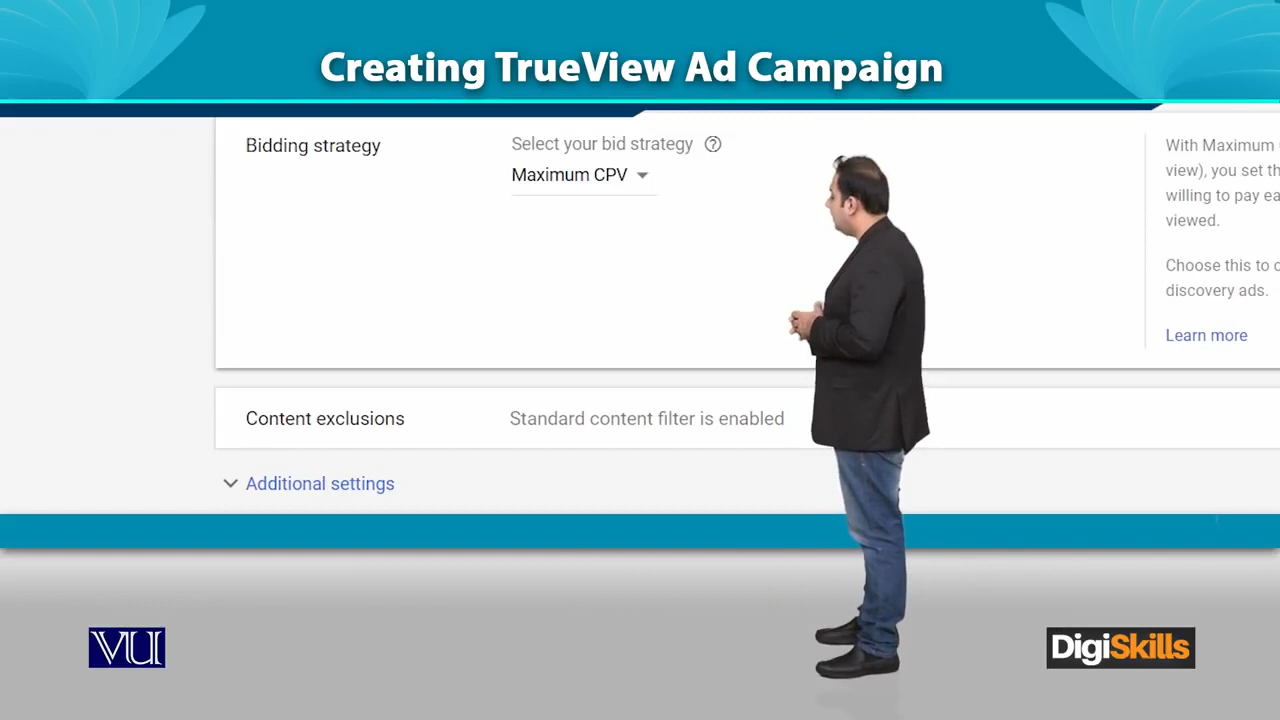 Creating TrueView Ad Campaign
Bidding strategy
Select your bid strategy
Maximum CPV
With Maximum
view), you set th
willing to pay ea
viewed.
Choose this to
discovery ads.
Learn more
Content exclusions
Standard content filter is enabled
Additional settings
VU
DigiSkills